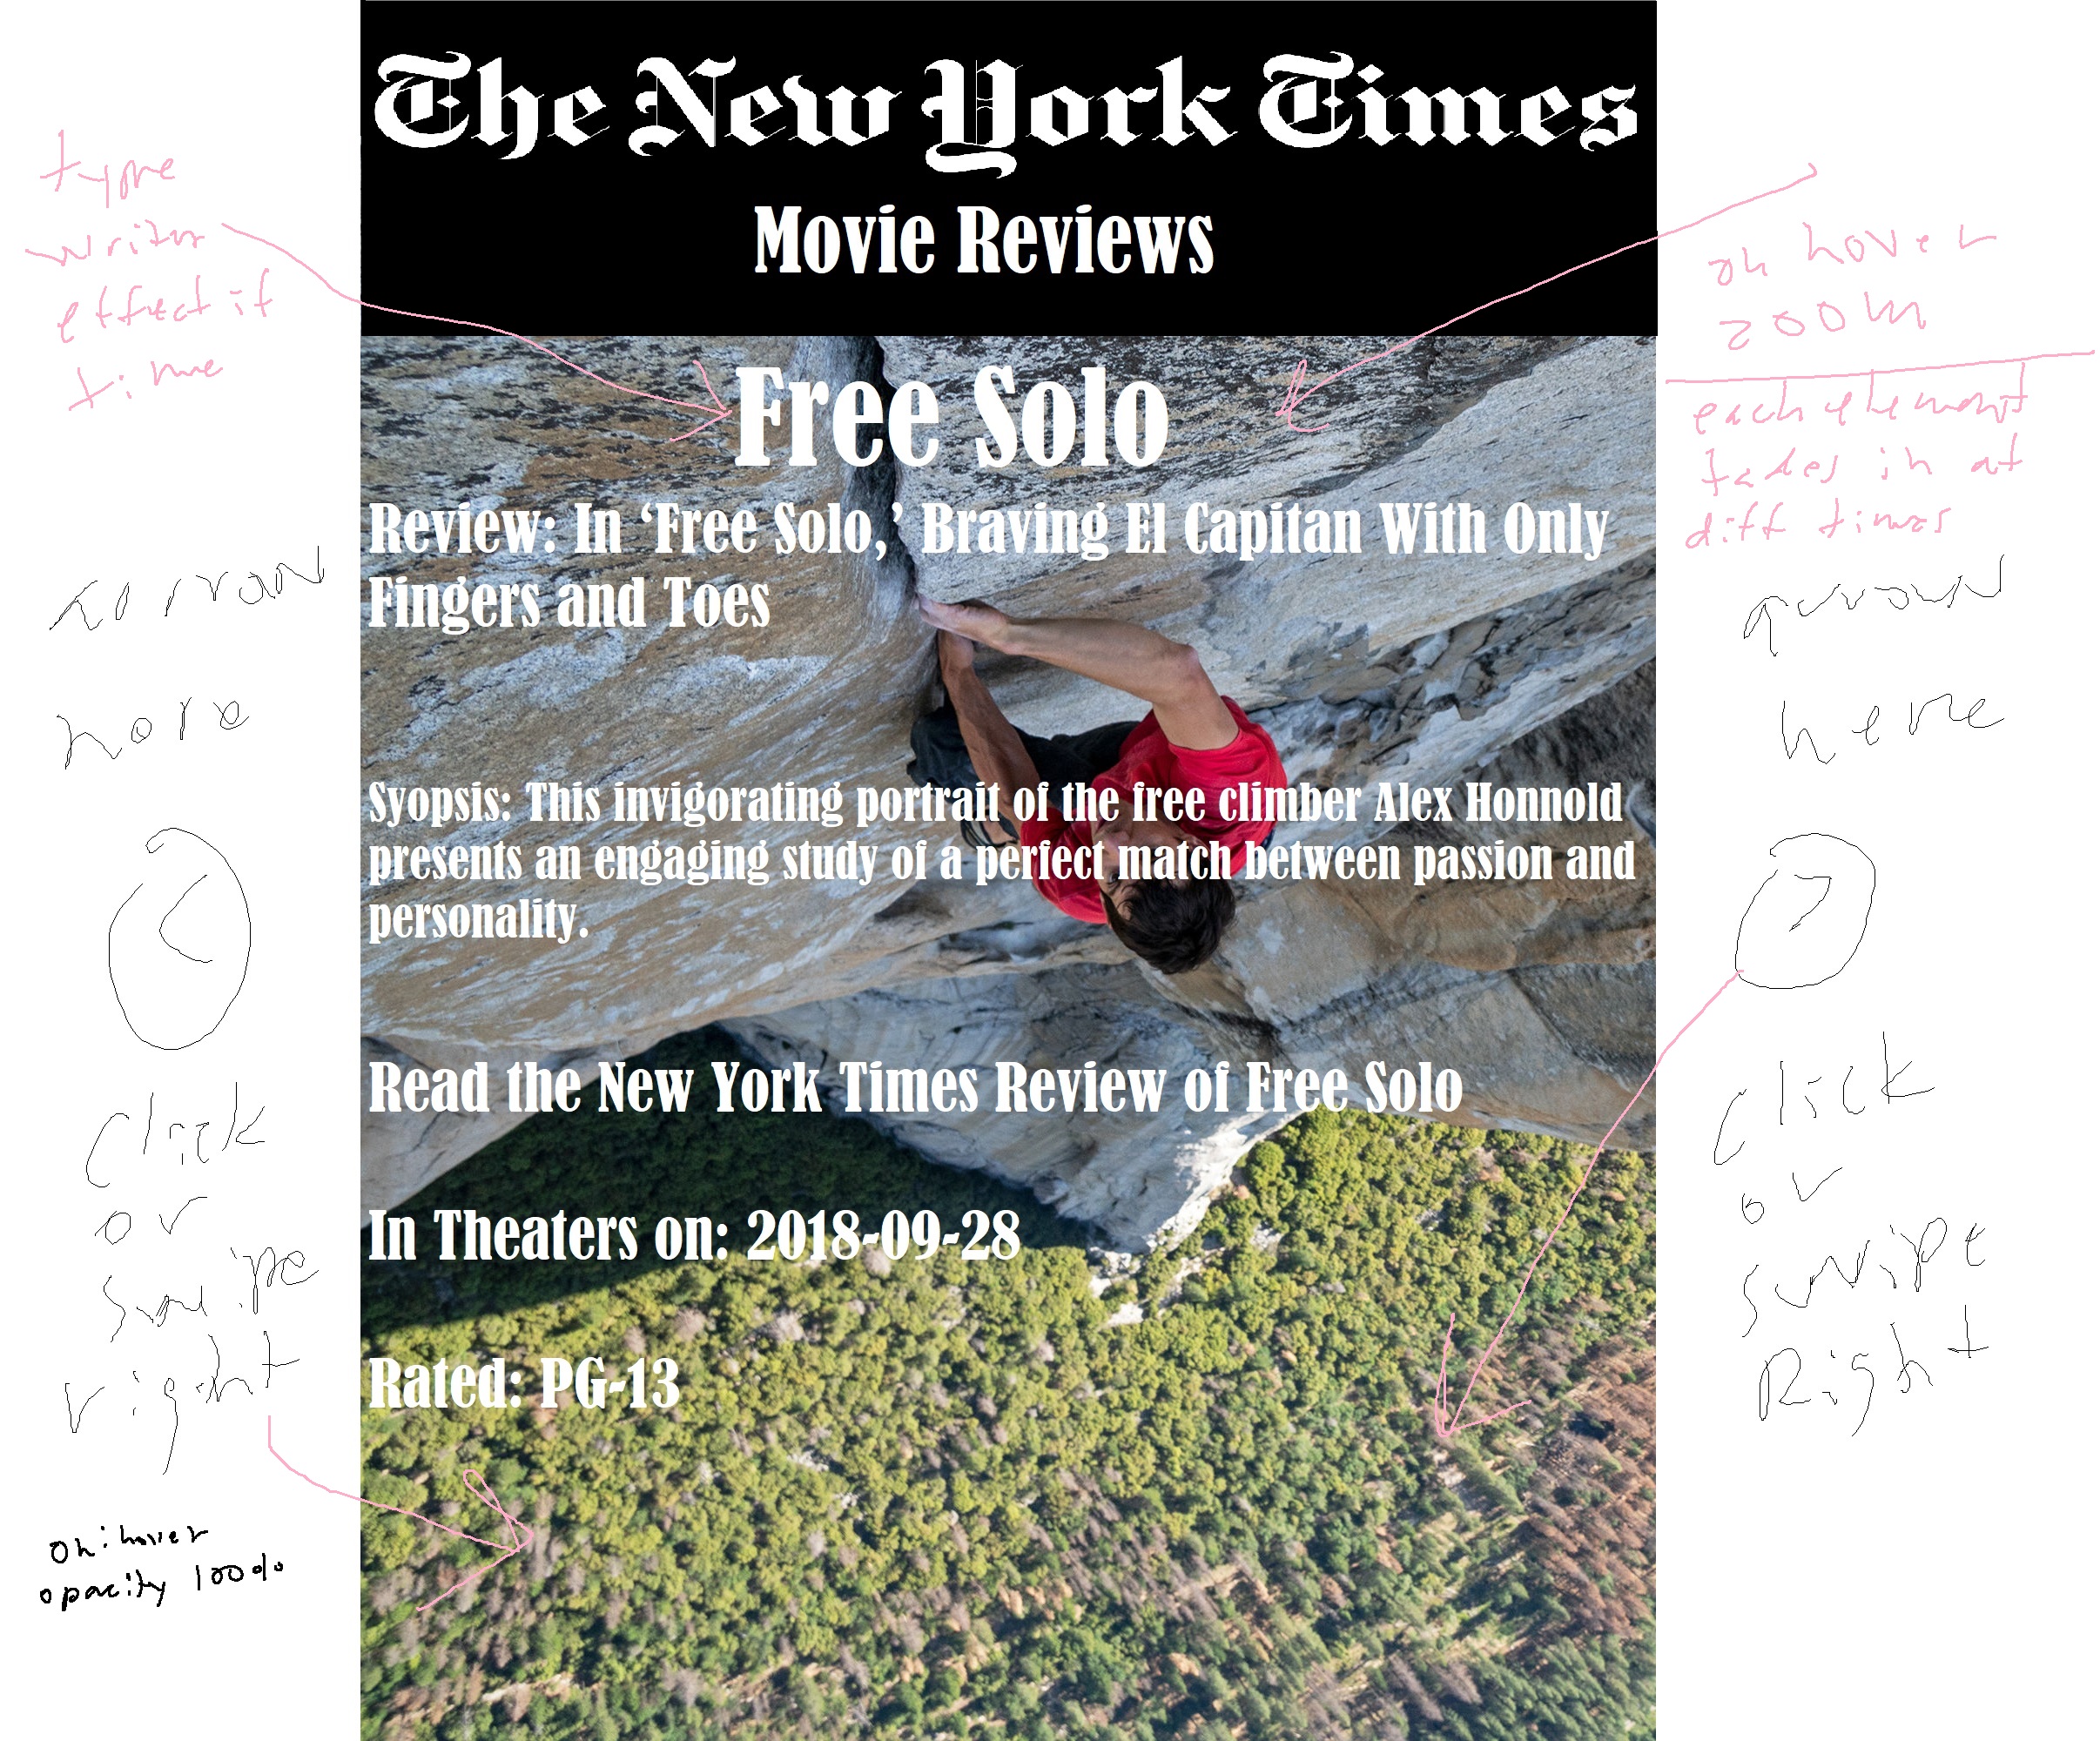 The New York Times
Movie Reviews
type
writer
effect if
time
on hover
zoom
each element
fades in at
diff times
Free Solo
Review: In ‘Free Solo,’ Braving El Capitan With Only
Fingers and Toes
arrow
here
arrow
here
Syopsis: This invigorating portrait of the free climber Alex Honnold
presents an engaging study of a perfect match between passion and
personality.
<
>
Read the New York Times Review of Free Solo
In Theaters on: 2018-09-28
Rated: PG-13
click
or
swipe
right
click
or
swipe
Right
on:hover
opacity 100%